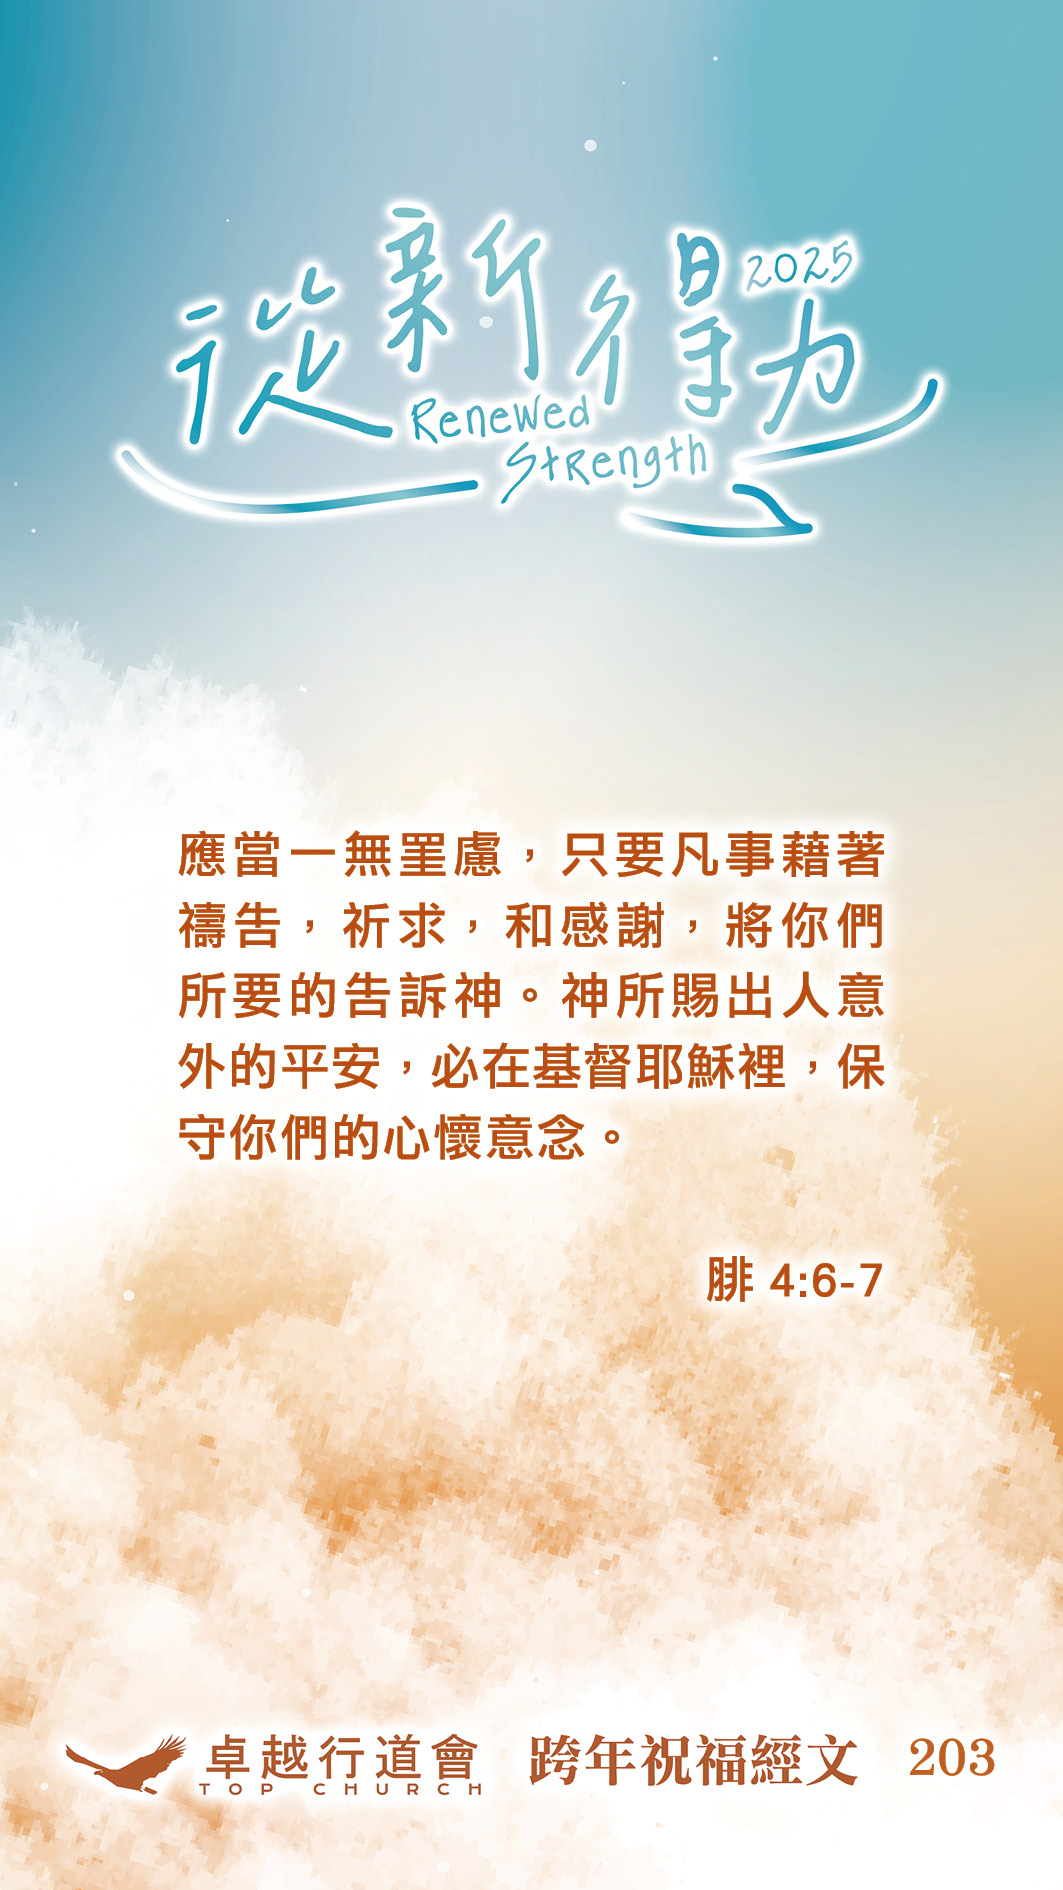 從新得力 2025
Renewed
Strength
應當一無罣慮，只要凡事藉著
禱告，祈求，和感謝，將你們
所要的告訴神。神所賜出人意
外的平安，必在基督耶穌裡，保
守你們的心懷意念。
腓 4:6-7
卓越行道會 跨年祝福經文 203
TOP CHURCH